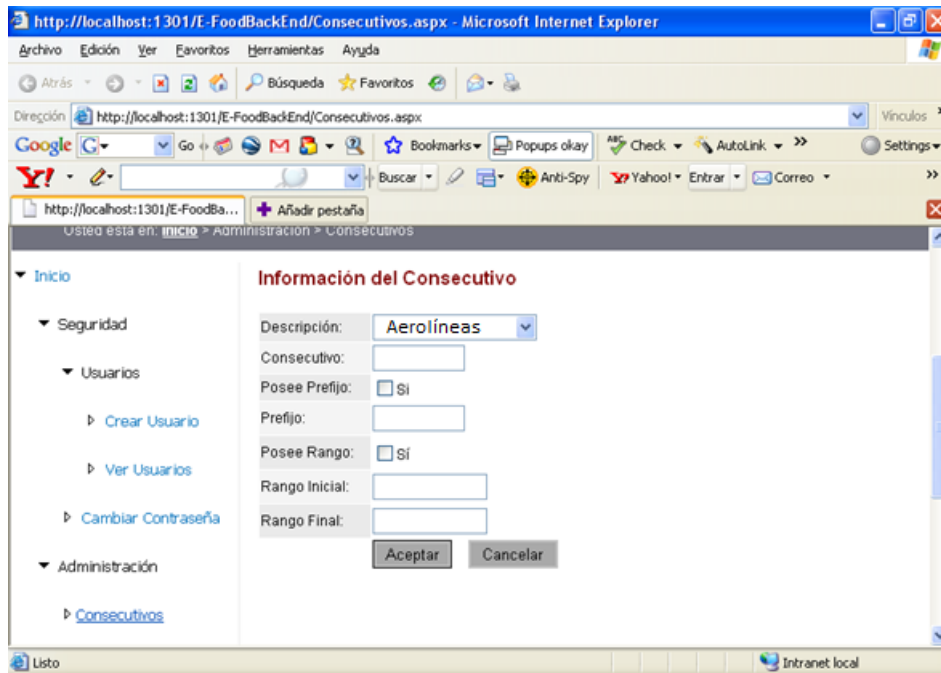 http://localhost:1301/E-FoodBackEnd/Consecutivos.aspx - Microsoft Internet Explorer
Archivo Edición Ver Favoritos Herramientas Ayuda
Atrás Búsqueda Favoritos
Dirección http://localhost:1301/E-FoodBackEnd/Consecutivos.aspx Vínculos
Google G Go Bookmarks Popups okay ABC Check AutoLink >> Settings
Y! Buscar Anti-Spy Y! Yahoo! Entrar Correo >>
http://localhost:1301/E-FoodBa... Añadir pestaña
Usted está en: Inicio > Administración > Consecutivos
Inicio
Información del Consecutivo
Seguridad
Descripción: Aerolíneas
Consecutivo:
Usuarios
Posee Prefijo: Si
Crear Usuario
Prefijo:
Posee Rango: Sí
Ver Usuarios
Rango Inicial:
Cambiar Contraseña
Rango Final:
Aceptar Cancelar
Administración
Consecutivos
Listo Intranet local